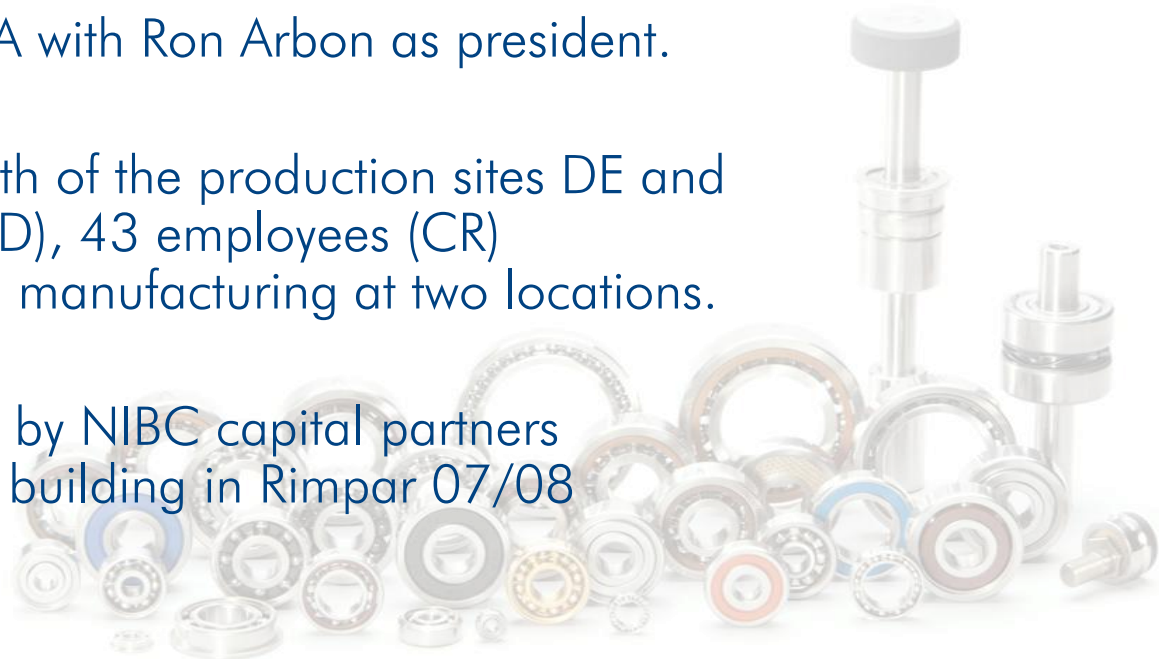 A with Ron Arbon as president.
th of the production sites DE and
D), 43 employees (CR)
manufacturing at two locations.
by NIBC capital partners
building in Rimpar 07/08